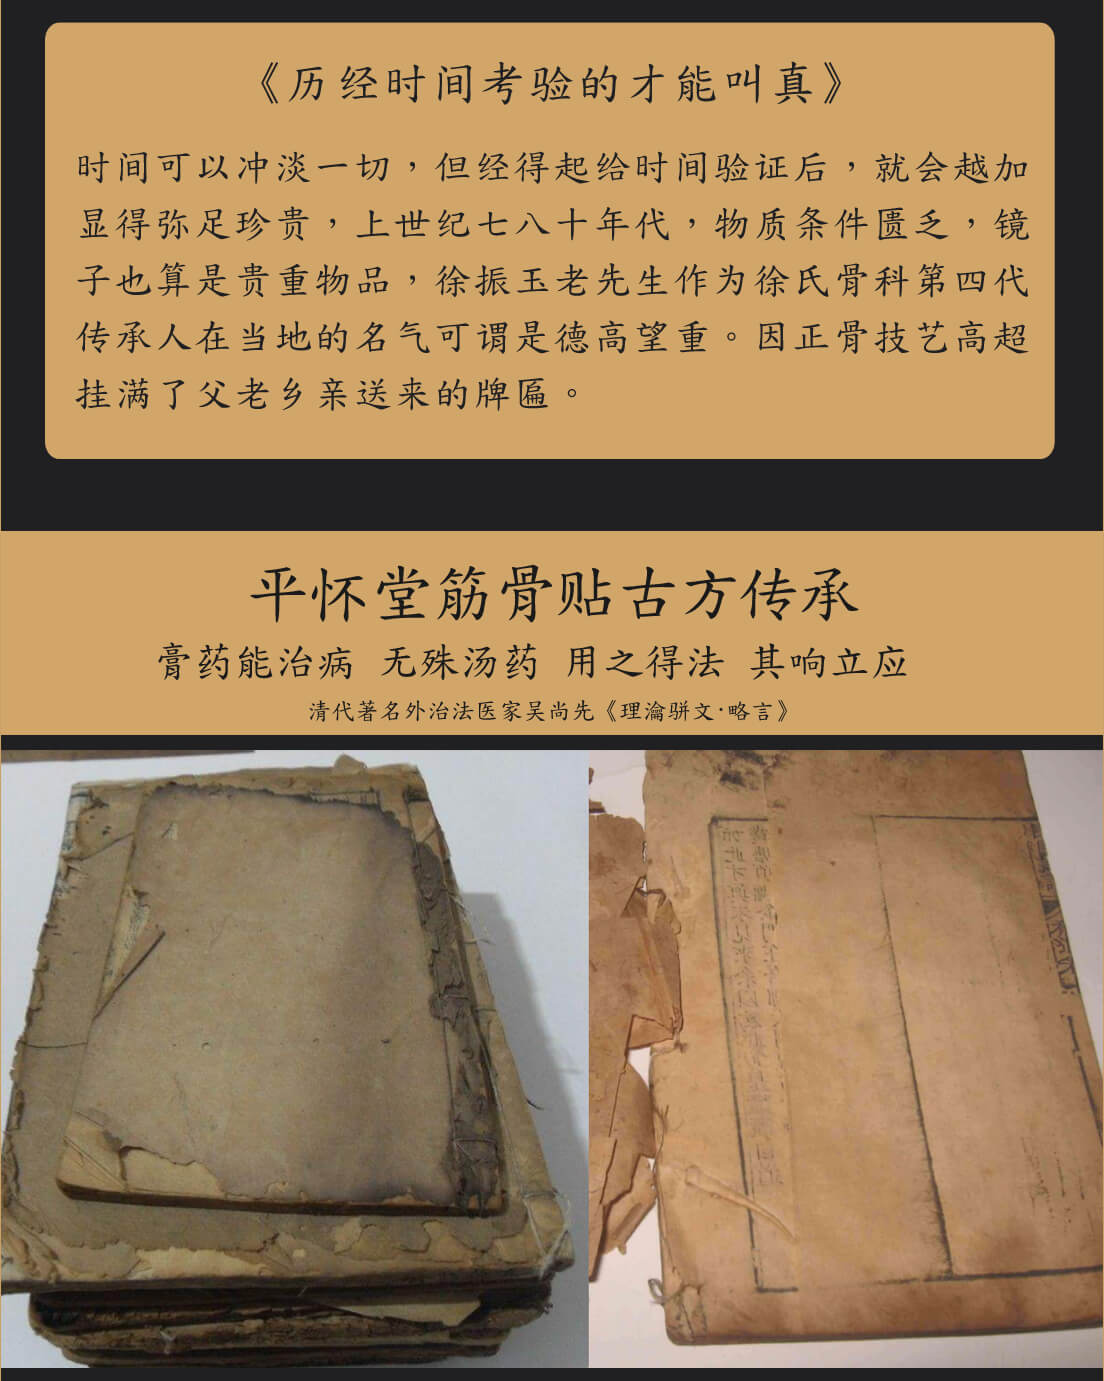 《历经时间考验的才能叫真》
时间可以冲淡一切，但经得起给时间验证后，就会越加
显得弥足珍贵，上世纪七八十年代，物质条件匮乏，镜
子也算是贵重物品，徐振玉老先生作为徐氏骨科第四代
传承人在当地的名气可谓是德高望重。因正骨技艺高超
挂满了父老乡亲送来的牌匾。
平怀堂筋骨贴古方传承
膏药能治病 无殊汤药 用之得法 其响立应
清代著名外治法医家吴尚先《理瀹骈文·略言》